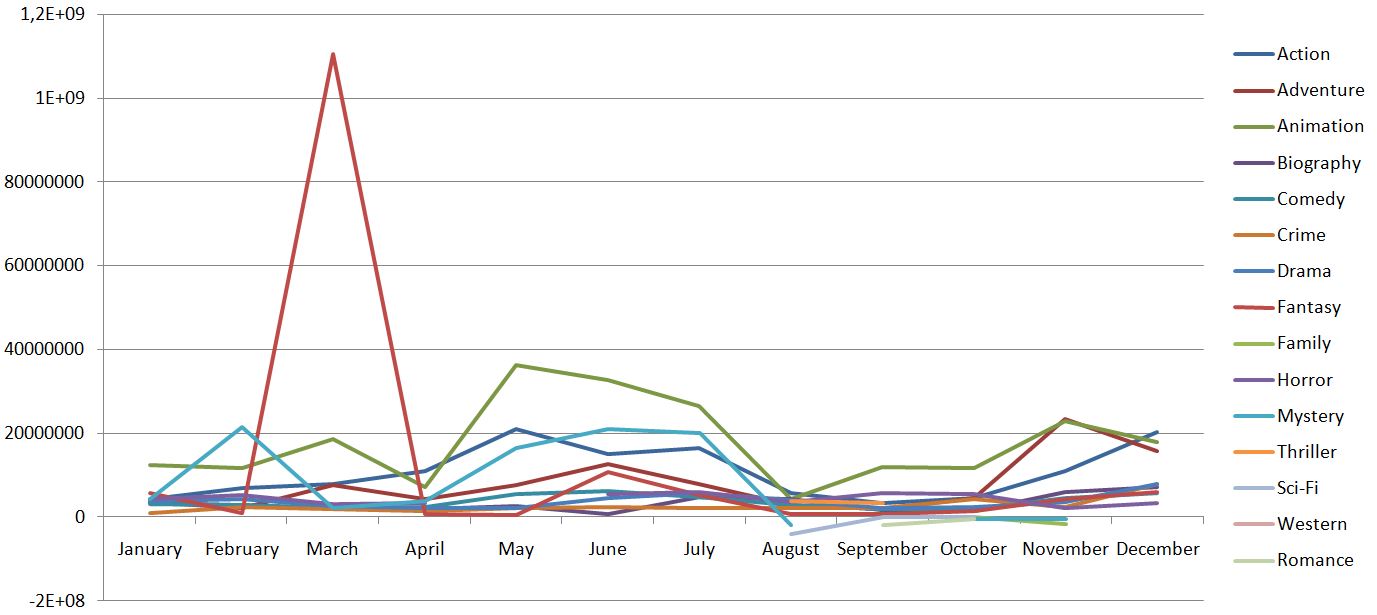 1,2E+09
1E+09
80000000
60000000
40000000
20000000
0
-2E+08
January February March April May June July August September October November December
Action
Adventure
Animation
Biography
Comedy
Crime
Drama
Fantasy
Family
Horror
Mystery
Thriller
Sci-Fi
Western
Romance